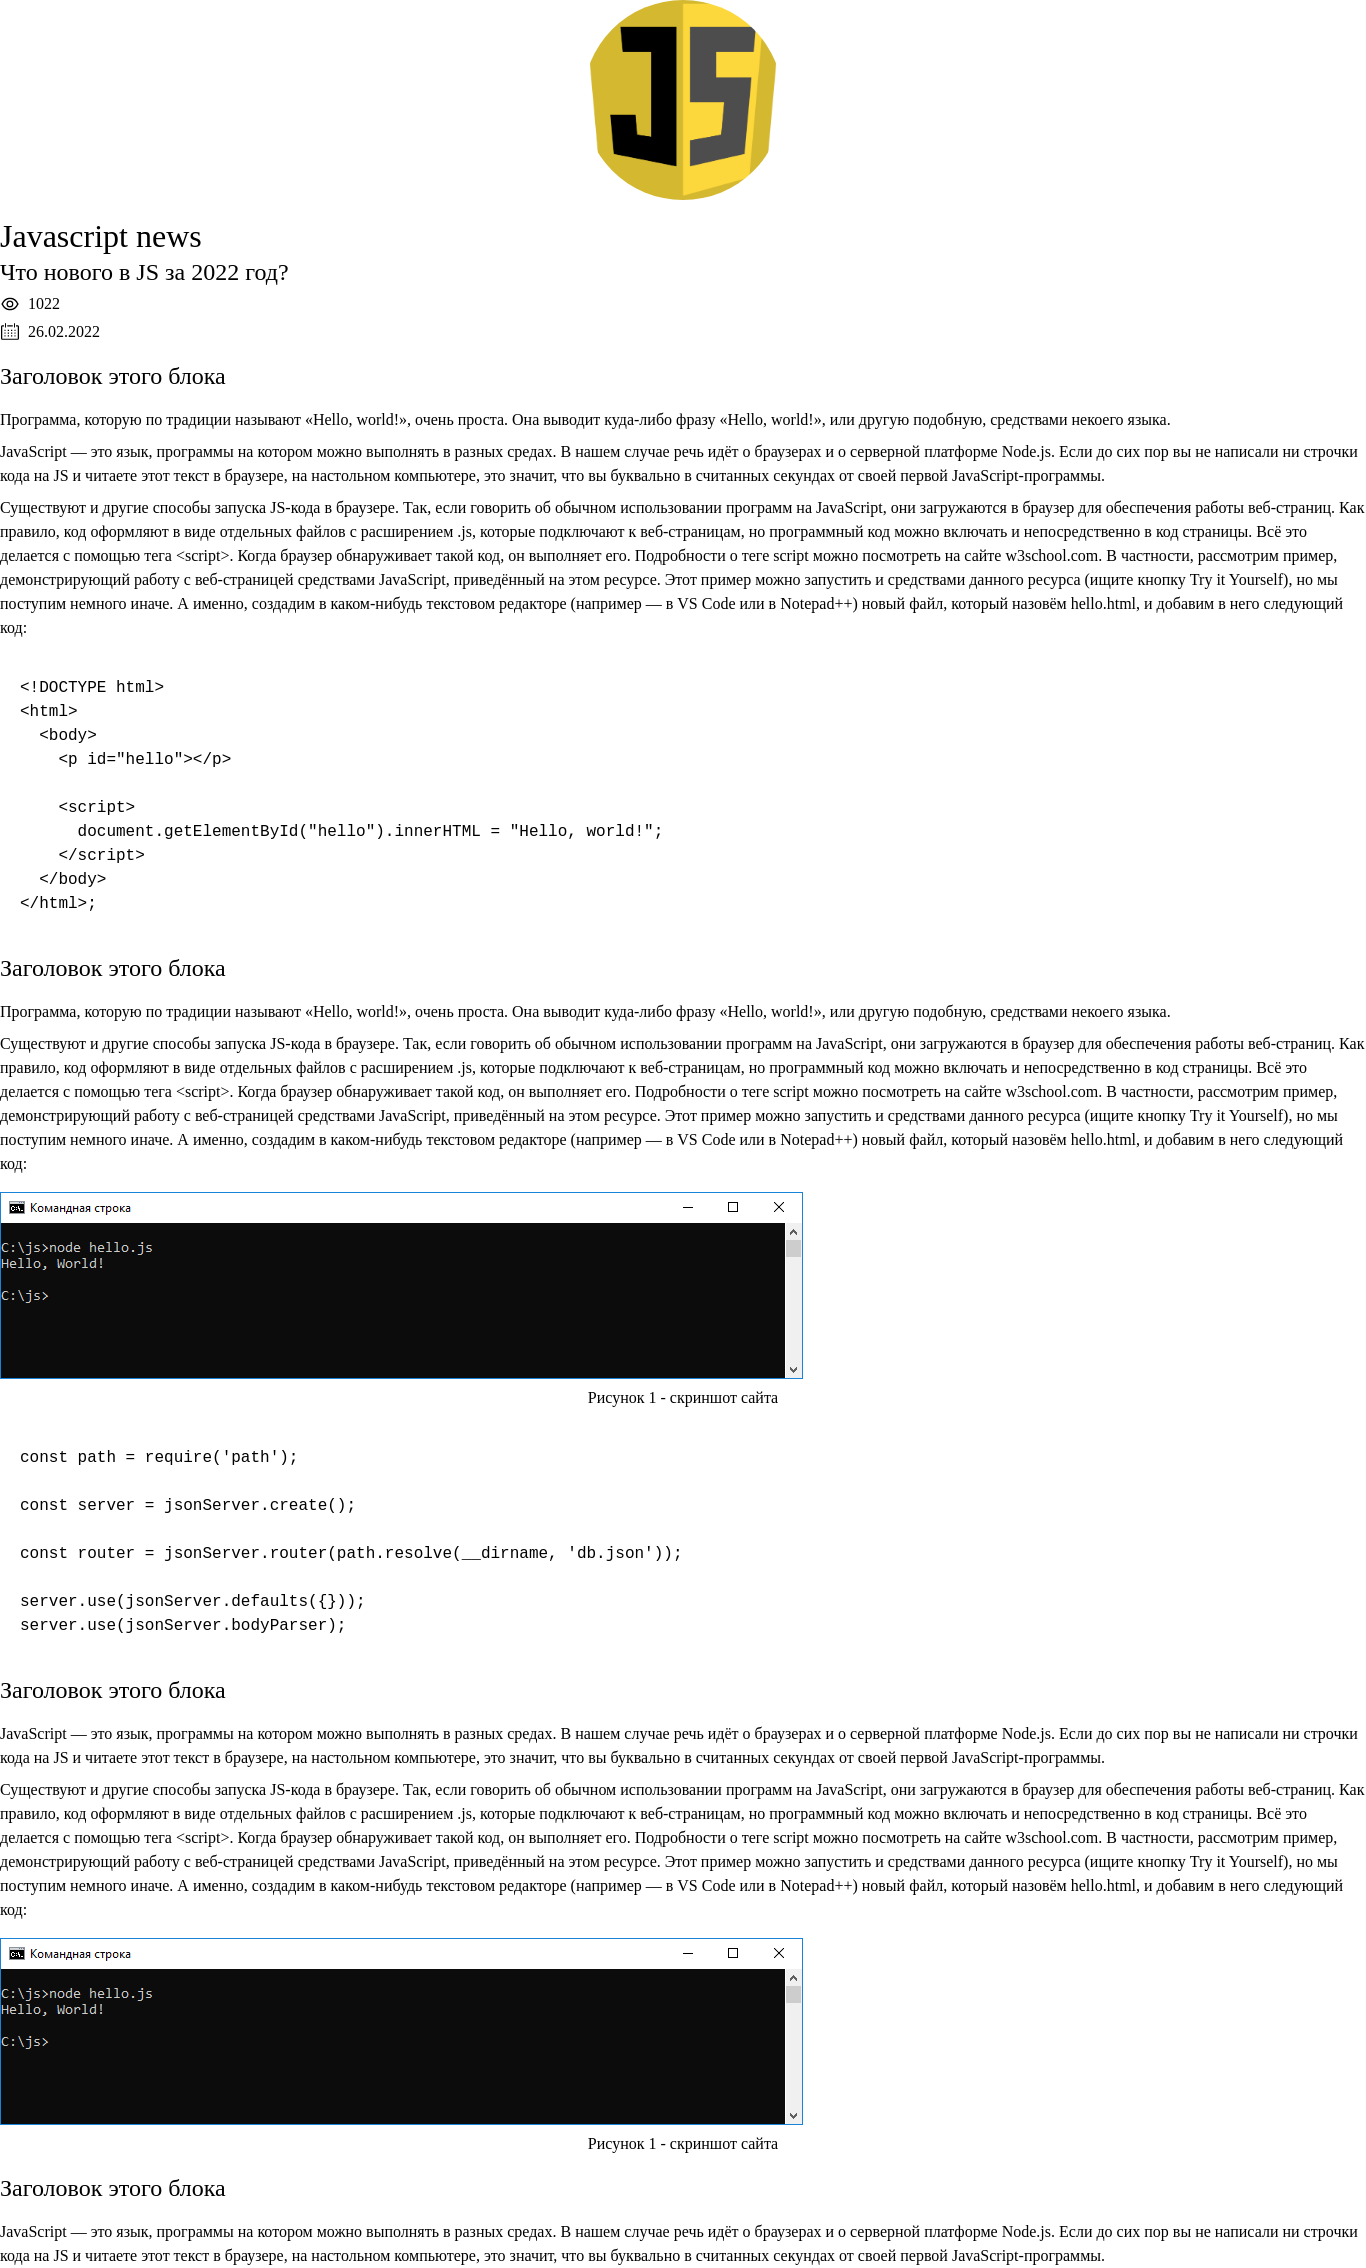 JS
Javascript news
Что нового в JS за 2022 год?
1022
26.02.2022
Заголовок этого блока
Программа, которую по традиции называют «Hello, world!», очень проста. Она выводит куда-либо фразу «Hello, world!», или другую подобную, средствами некоего языка.
JavaScript — это язык, программы на котором можно выполнять в разных средах. В нашем случае речь идёт о браузерах и о серверной платформе Node.js. Если до сих пор вы не написали ни строчки
кода на JS и читаете этот текст в браузере, на настольном компьютере, это значит, что вы буквально в считанных секундах от своей первой JavaScript-программы.
Существуют и другие способы запуска JS-кода в браузере. Так, если говорить об обычном использовании программ на JavaScript, они загружаются в браузер для обеспечения работы веб-страниц. Как
правило, код оформляют в виде отдельных файлов с расширением .js, которые подключают к веб-страницам, но программный код можно включать и непосредственно в код страницы. Всё это
делается с помощью тега <script>. Когда браузер обнаруживает такой код, он выполняет его. Подробности о теге script можно посмотреть на сайте w3school.com. В частности, рассмотрим пример,
демонстрирующий работу с веб-страницей средствами JavaScript, приведённый на этом ресурсе. Этот пример можно запустить и средствами данного ресурса (ищите кнопку Try it Yourself), но мы
поступим немного иначе. А именно, создадим в каком-нибудь текстовом редакторе (например — в VS Code или в Notepad++) новый файл, который назовём hello.html, и добавим в него следующий
код:
<!DOCTYPE html>
<html>
  <body>
    <p id="hello"></p>

    <script>
      document.getElementById("hello").innerHTML = "Hello, world!";
    </script>
  </body>
</html>;
Заголовок этого блока
Программа, которую по традиции называют «Hello, world!», очень проста. Она выводит куда-либо фразу «Hello, world!», или другую подобную, средствами некоего языка.
Существуют и другие способы запуска JS-кода в браузере. Так, если говорить об обычном использовании программ на JavaScript, они загружаются в браузер для обеспечения работы веб-страниц. Как
правило, код оформляют в виде отдельных файлов с расширением .js, которые подключают к веб-страницам, но программный код можно включать и непосредственно в код страницы. Всё это
делается с помощью тега <script>. Когда браузер обнаруживает такой код, он выполняет его. Подробности о теге script можно посмотреть на сайте w3school.com. В частности, рассмотрим пример,
демонстрирующий работу с веб-страницей средствами JavaScript, приведённый на этом ресурсе. Этот пример можно запустить и средствами данного ресурса (ищите кнопку Try it Yourself), но мы
поступим немного иначе. А именно, создадим в каком-нибудь текстовом редакторе (например — в VS Code или в Notepad++) новый файл, который назовём hello.html, и добавим в него следующий
код:
Командная строка
C:\js>node hello.js
Hello, World!
C:\js>
Рисунок 1 - скриншот сайта
const path = require('path');

const server = jsonServer.create();

const router = jsonServer.router(path.resolve(__dirname, 'db.json'));

server.use(jsonServer.defaults({}));
server.use(jsonServer.bodyParser);
Заголовок этого блока
JavaScript — это язык, программы на котором можно выполнять в разных средах. В нашем случае речь идёт о браузерах и о серверной платформе Node.js. Если до сих пор вы не написали ни строчки
кода на JS и читаете этот текст в браузере, на настольном компьютере, это значит, что вы буквально в считанных секундах от своей первой JavaScript-программы.
Существуют и другие способы запуска JS-кода в браузере. Так, если говорить об обычном использовании программ на JavaScript, они загружаются в браузер для обеспечения работы веб-страниц. Как
правило, код оформляют в виде отдельных файлов с расширением .js, которые подключают к веб-страницам, но программный код можно включать и непосредственно в код страницы. Всё это
делается с помощью тега <script>. Когда браузер обнаруживает такой код, он выполняет его. Подробности о теге script можно посмотреть на сайте w3school.com. В частности, рассмотрим пример,
демонстрирующий работу с веб-страницей средствами JavaScript, приведённый на этом ресурсе. Этот пример можно запустить и средствами данного ресурса (ищите кнопку Try it Yourself), но мы
поступим немного иначе. А именно, создадим в каком-нибудь текстовом редакторе (например — в VS Code или в Notepad++) новый файл, который назовём hello.html, и добавим в него следующий
код:
Командная строка
C:\js>node hello.js
Hello, World!
C:\js>
Рисунок 1 - скриншот сайта
Заголовок этого блока
JavaScript — это язык, программы на котором можно выполнять в разных средах. В нашем случае речь идёт о браузерах и о серверной платформе Node.js. Если до сих пор вы не написали ни строчки
кода на JS и читаете этот текст в браузере, на настольном компьютере, это значит, что вы буквально в считанных секундах от своей первой JavaScript-программы.